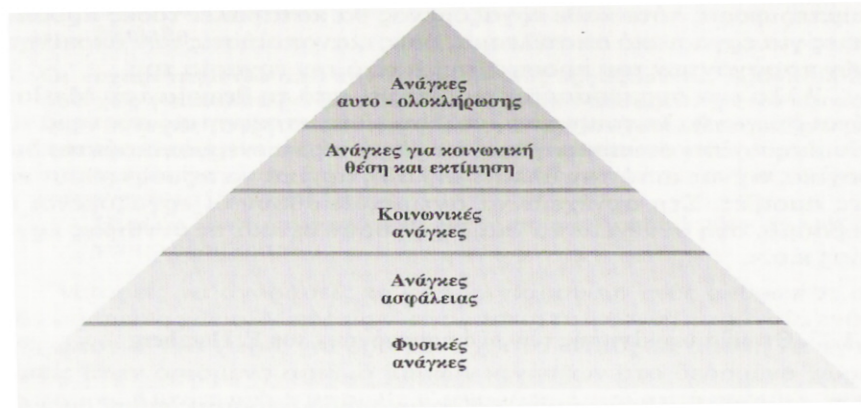 Ανάγκες
αυτο - ολοκλήρωσης
Ανάγκες για κοινωνική
θέση και εκτίμηση
Κοινωνικές
ανάγκες
Ανάγκες
ασφάλειας
Φυσικές
ανάγκες